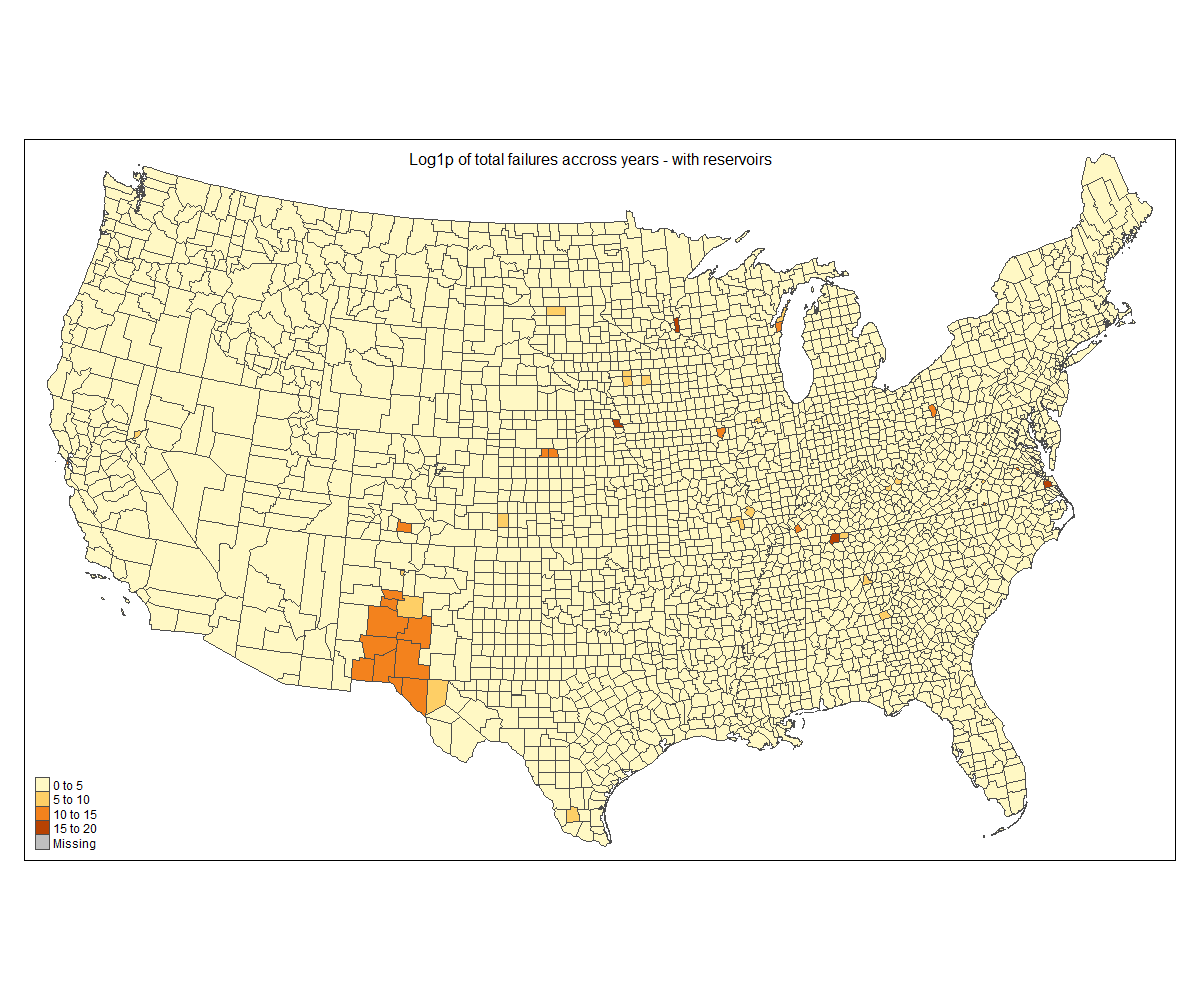 Log1p of total failures accross years - with reservoirs
0 to 5
5 to 10
10 to 15
15 to 20
Missing